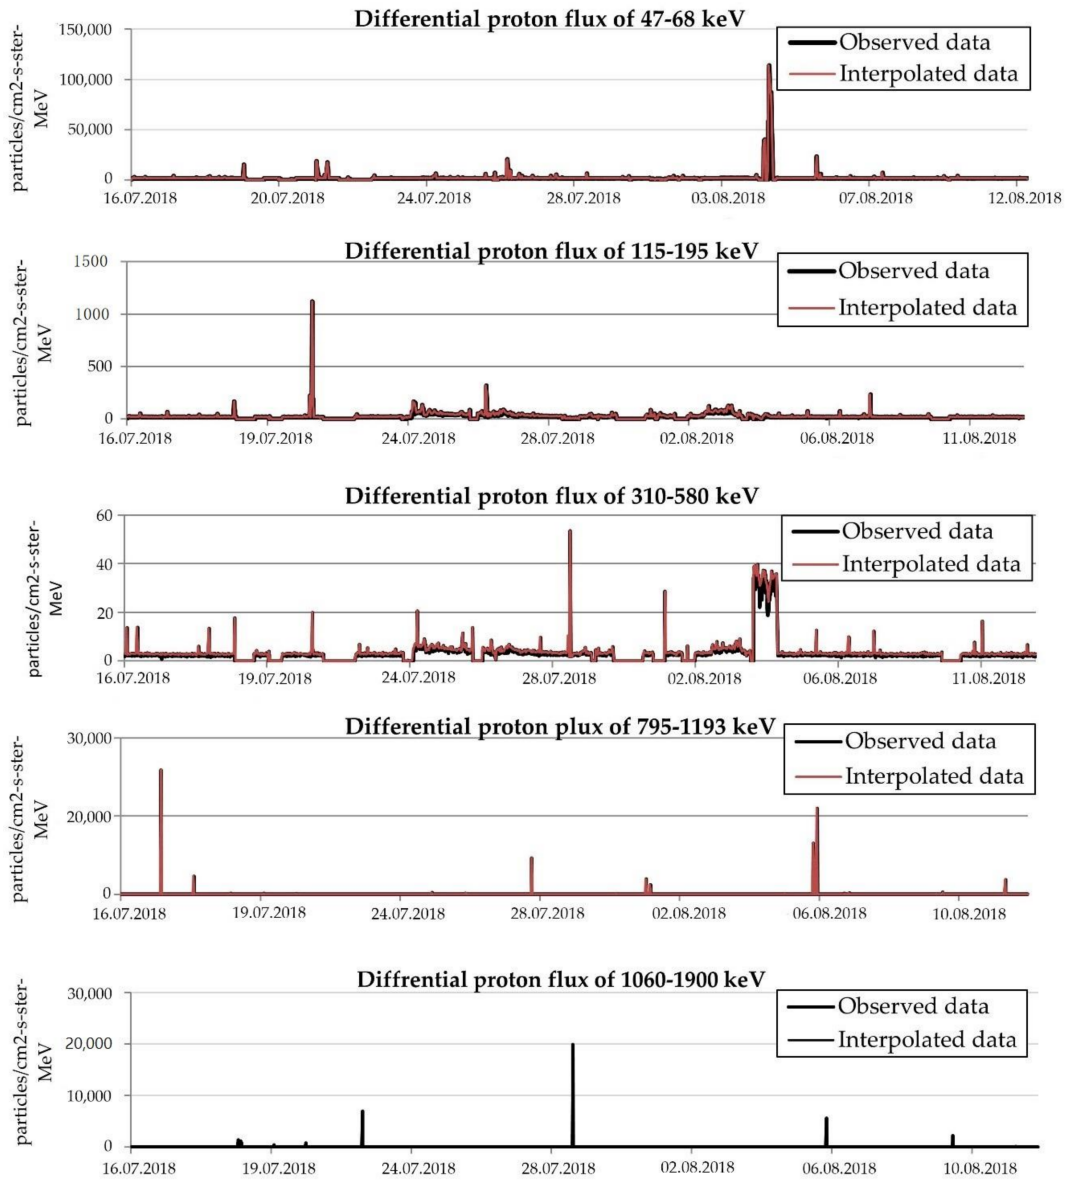 Differential proton flux of 47-68 keV
particles/cm2-s-ster-
MeV
150,000
100,000
50,000
0
Observed data
Interpolated data
16.07.2018 20.07.2018 24.07.2018 28.07.2018 03.08.2018 07.08.2018 12.08.2018
Differential proton flux of 115-195 keV
particles/cm2-s-ster-
MeV
1500
1000
500
0
Observed data
Interpolated data
16.07.2018 19.07.2018 24.07.2018 28.07.2018 02.08.2018 06.08.2018 11.08.2018
Differential proton flux of 310-580 keV
particles/cm2-s-ster-
MeV
60
40
20
0
Observed data
Interpolated data
16.07.2018 19.07.2018 24.07.2018 28.07.2018 02.08.2018 06.08.2018 11.08.2018
Differential proton plux of 795-1193 keV
particles/cm2-s-ster-
MeV
30,000
20,000
0
Observed data
Interpolated data
16.07.2018 19.07.2018 24.07.2018 28.07.2018 02.08.2018 06.08.2018 10.08.2018
Diffrential proton flux of 1060-1900 keV
particles/cm2-s-ster-
MeV
30,000
20,000
10,000
0
Observed data
Interpolated data
16.07.2018 19.07.2018 24.07.2018 28.07.2018 02.08.2018 06.08.2018 10.08.2018